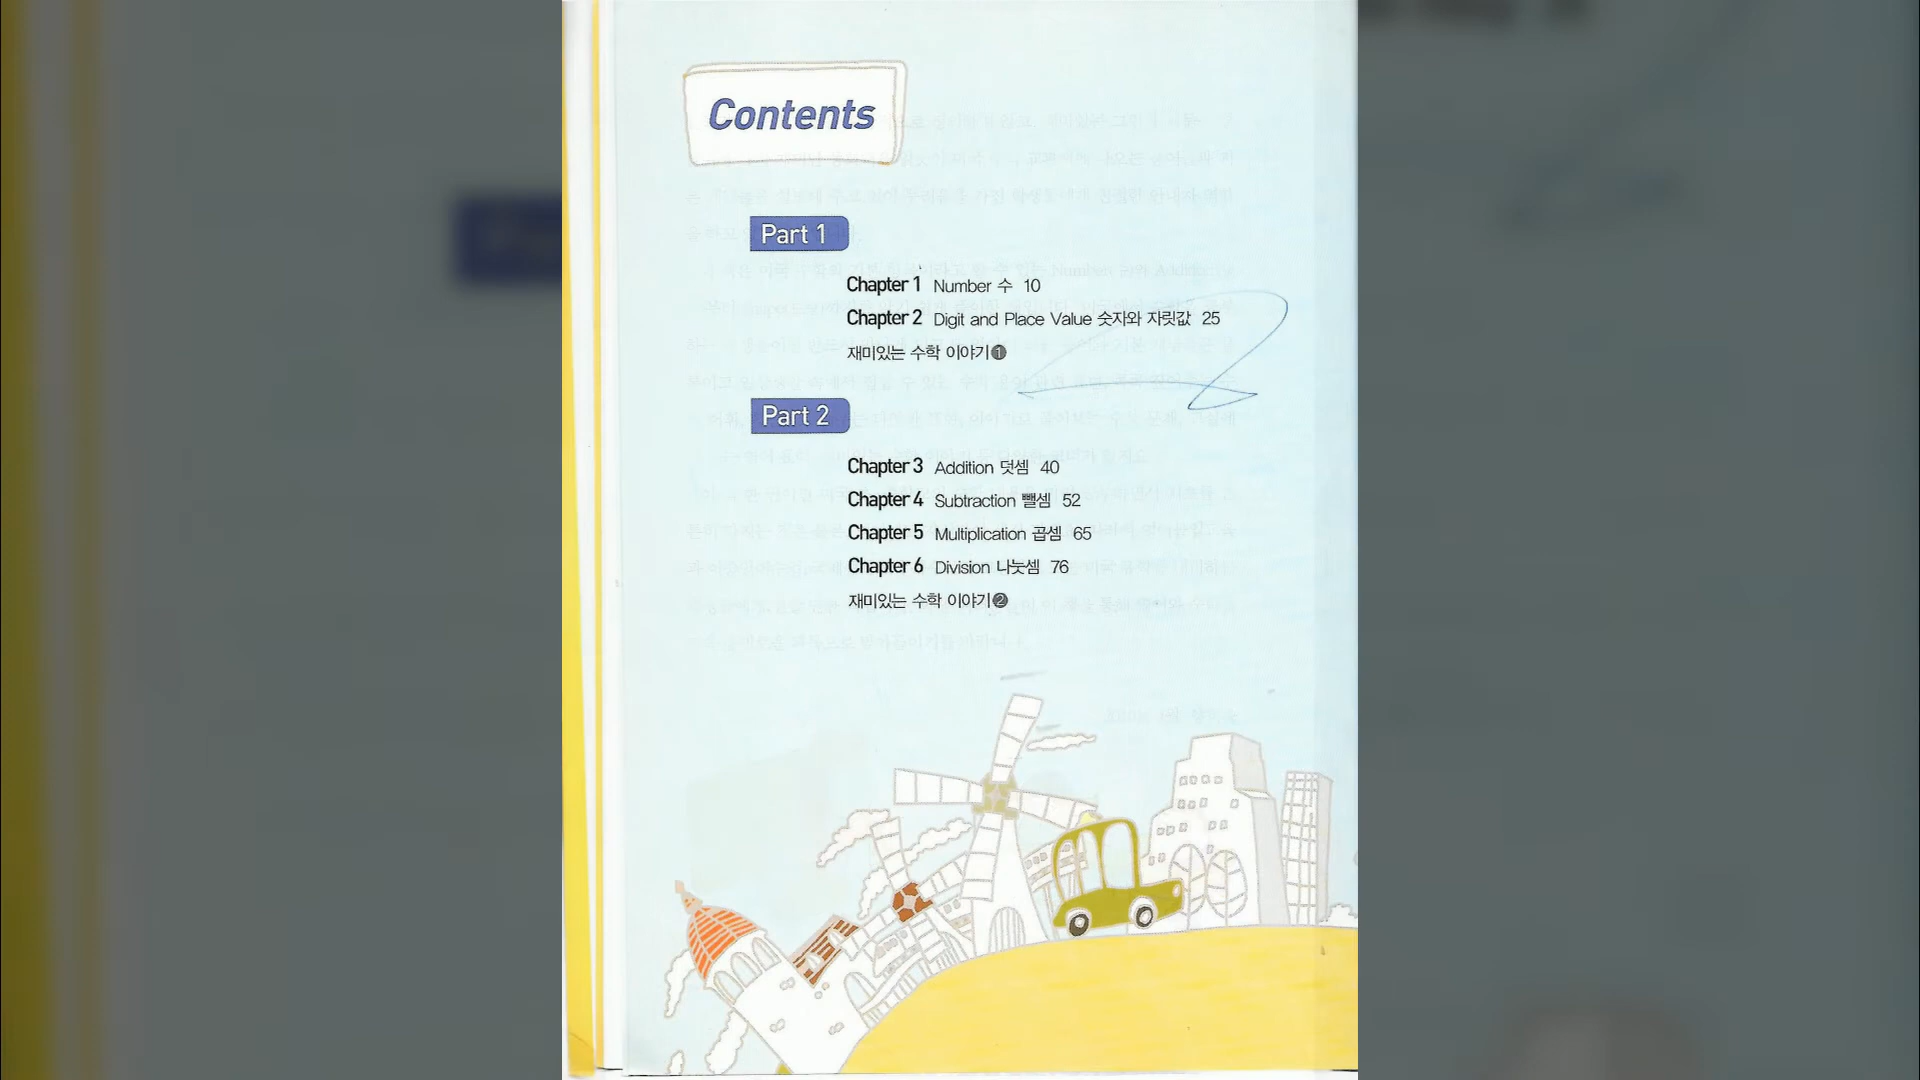 Contents
Part 1
Chapter 1 Number 수 10
Chapter 2 Digit and Place Value 숫자와 자릿값 25
재미있는 수학 이야기❶
Part 2
Chapter 3 Addition 덧셈 40
Chapter 4 Subtraction 뺄셈 52
Chapter 5 Multiplication 곱셈 65
Chapter 6 Division 나눗셈 76
재미있는 수학 이야기❷